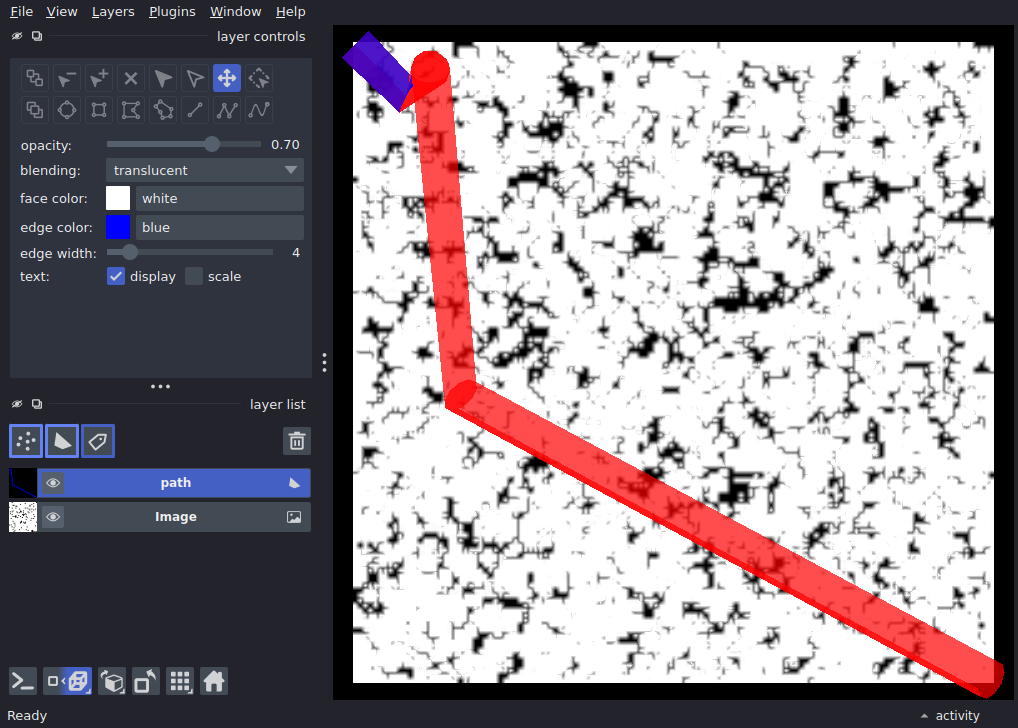 File View Layers Plugins Window Help
layer controls
opacity: 0.70
blending: translucent
face color: white
edge color: blue
edge width: 4
text: display scale
layer list
path
Image
Ready activity